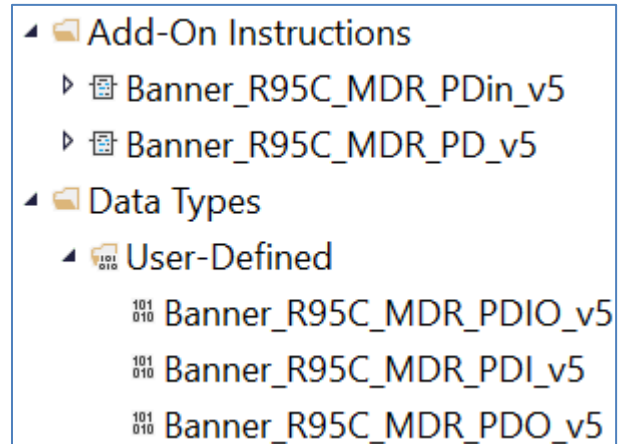 Add-On Instructions
Banner_R95C_MDR_PDin_v5
Banner_R95C_MDR_PD_v5
Data Types
User-Defined
Banner_R95C_MDR_PDIO_v5
Banner_R95C_MDR_PDI_v5
Banner_R95C_MDR_PDO_v5